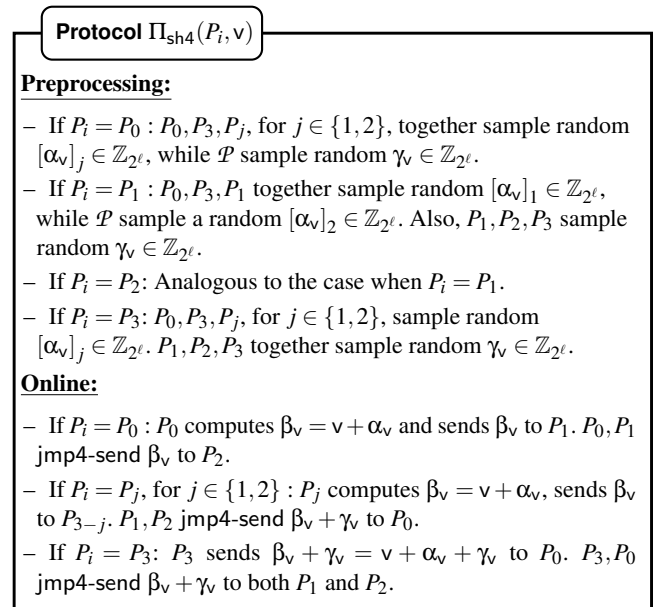 Protocol Π_sh4(P_i, v)
Preprocessing:
– If P_i = P_0 : P_0, P_3, P_j, for j ∈ {1,2}, together sample random
[α_v]_j ∈ ℤ_{2^ℓ}, while 𝒫 sample random γ_v ∈ ℤ_{2^ℓ}.
– If P_i = P_1 : P_0, P_3, P_1 together sample random [α_v]_1 ∈ ℤ_{2^ℓ},
while 𝒫 sample a random [α_v]_2 ∈ ℤ_{2^ℓ}. Also, P_1, P_2, P_3 sample
random γ_v ∈ ℤ_{2^ℓ}.
– If P_i = P_2: Analogous to the case when P_i = P_1.
– If P_i = P_3: P_0, P_3, P_j, for j ∈ {1,2}, sample random
[α_v]_j ∈ ℤ_{2^ℓ}. P_1, P_2, P_3 together sample random γ_v ∈ ℤ_{2^ℓ}.
Online:
– If P_i = P_0 : P_0 computes β_v = v + α_v and sends β_v to P_1. P_0, P_1
jmp4-send β_v to P_2.
– If P_i = P_j, for j ∈ {1,2} : P_j computes β_v = v + α_v, sends β_v
to P_{3−j}. P_1, P_2 jmp4-send β_v + γ_v to P_0.
– If P_i = P_3: P_3 sends β_v + γ_v = v + α_v + γ_v to P_0. P_3, P_0
jmp4-send β_v + γ_v to both P_1 and P_2.